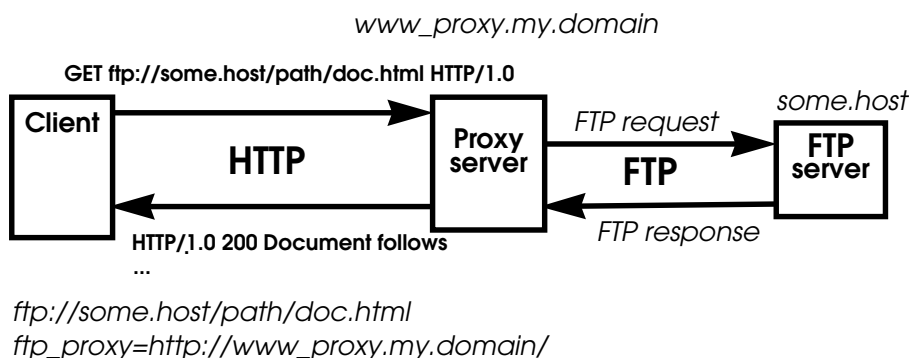 www_proxy.my.domain
GET ftp://some.host/path/doc.html HTTP/1.0
some.host
Client
Proxy
server
FTP request
FTP
server
HTTP
FTP
HTTP/1.0 200 Document follows
...
FTP response
ftp://some.host/path/doc.html
ftp_proxy=http://www_proxy.my.domain/